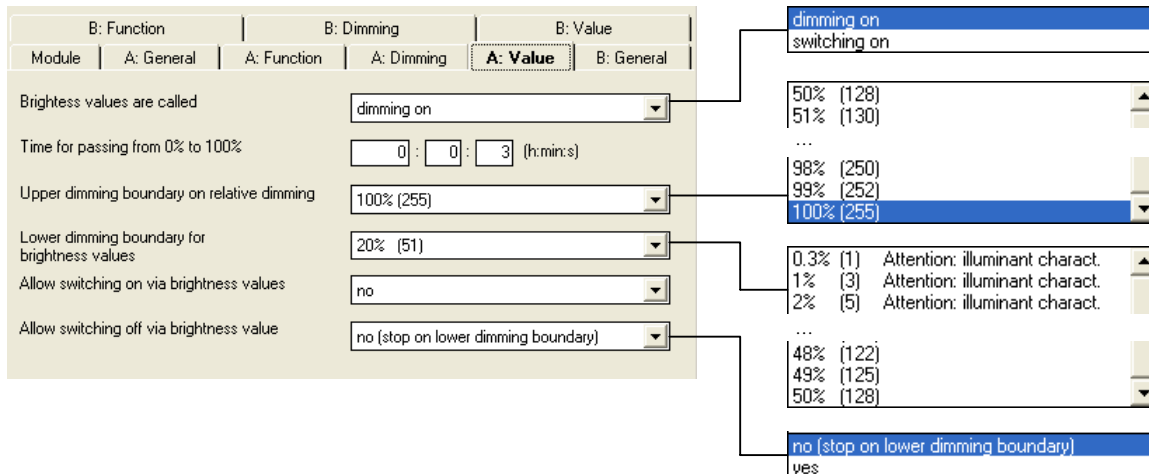 B: Function B: Dimming B: Value
Module A: General A: Function A: Dimming A: Value B: General
Brightess values are called dimming on
Time for passing from 0% to 100% 0 : 0 : 3 (h:min:s)
Upper dimming boundary on relative dimming 100% (255)
Lower dimming boundary for
brightness values 20% (51)
Allow switching on via brightness values no
Allow switching off via brightness value no (stop on lower dimming boundary)
dimming on
switching on
50% (128)
51% (130)
...
98% (250)
99% (252)
100% (255)
0.3% (1) Attention: illuminant charact.
1% (3) Attention: illuminant charact.
2% (5) Attention: illuminant charact.
...
48% (122)
49% (125)
50% (128)
no (stop on lower dimming boundary)
yes